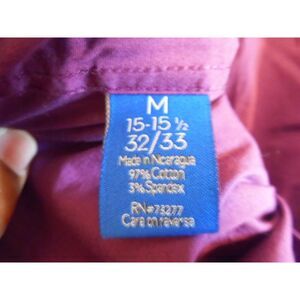 M
15-15 ½
32/33
Made in Nicaragua
97% Cotton
3% Spandex
RN#73277
Care on reverse